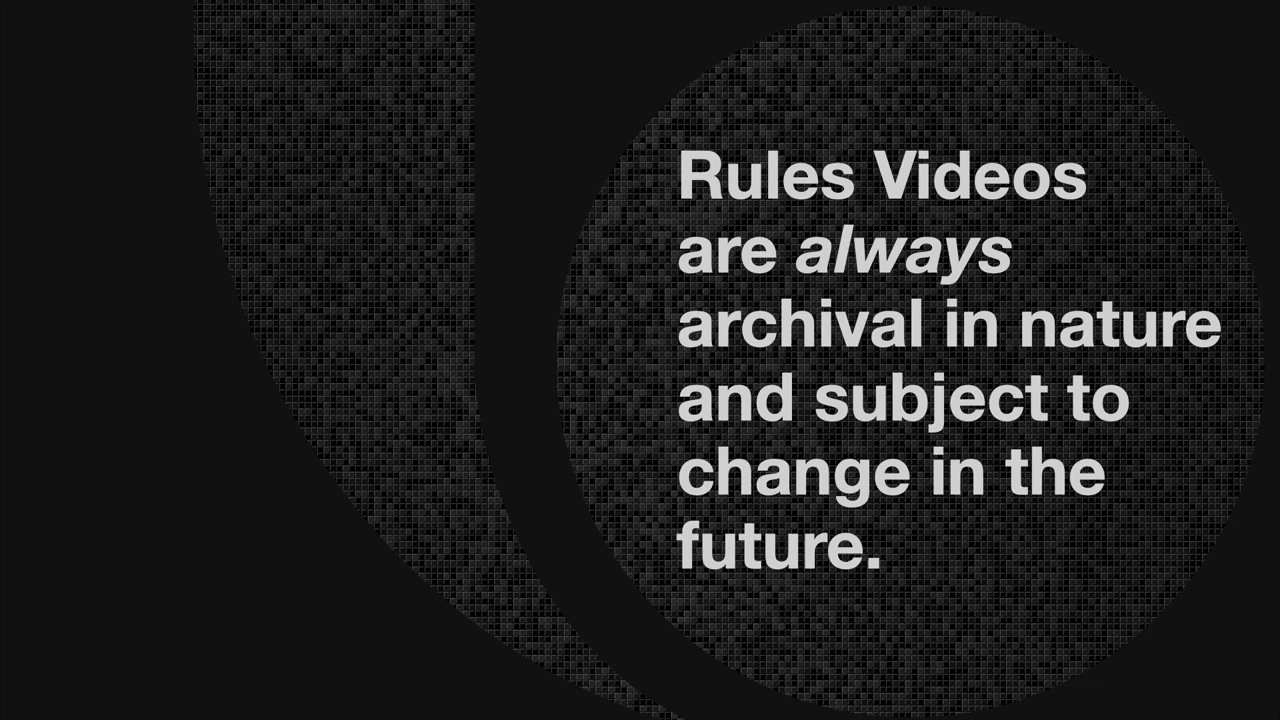 Rules Videos
are always
archival in nature
and subject to
change in the
future.